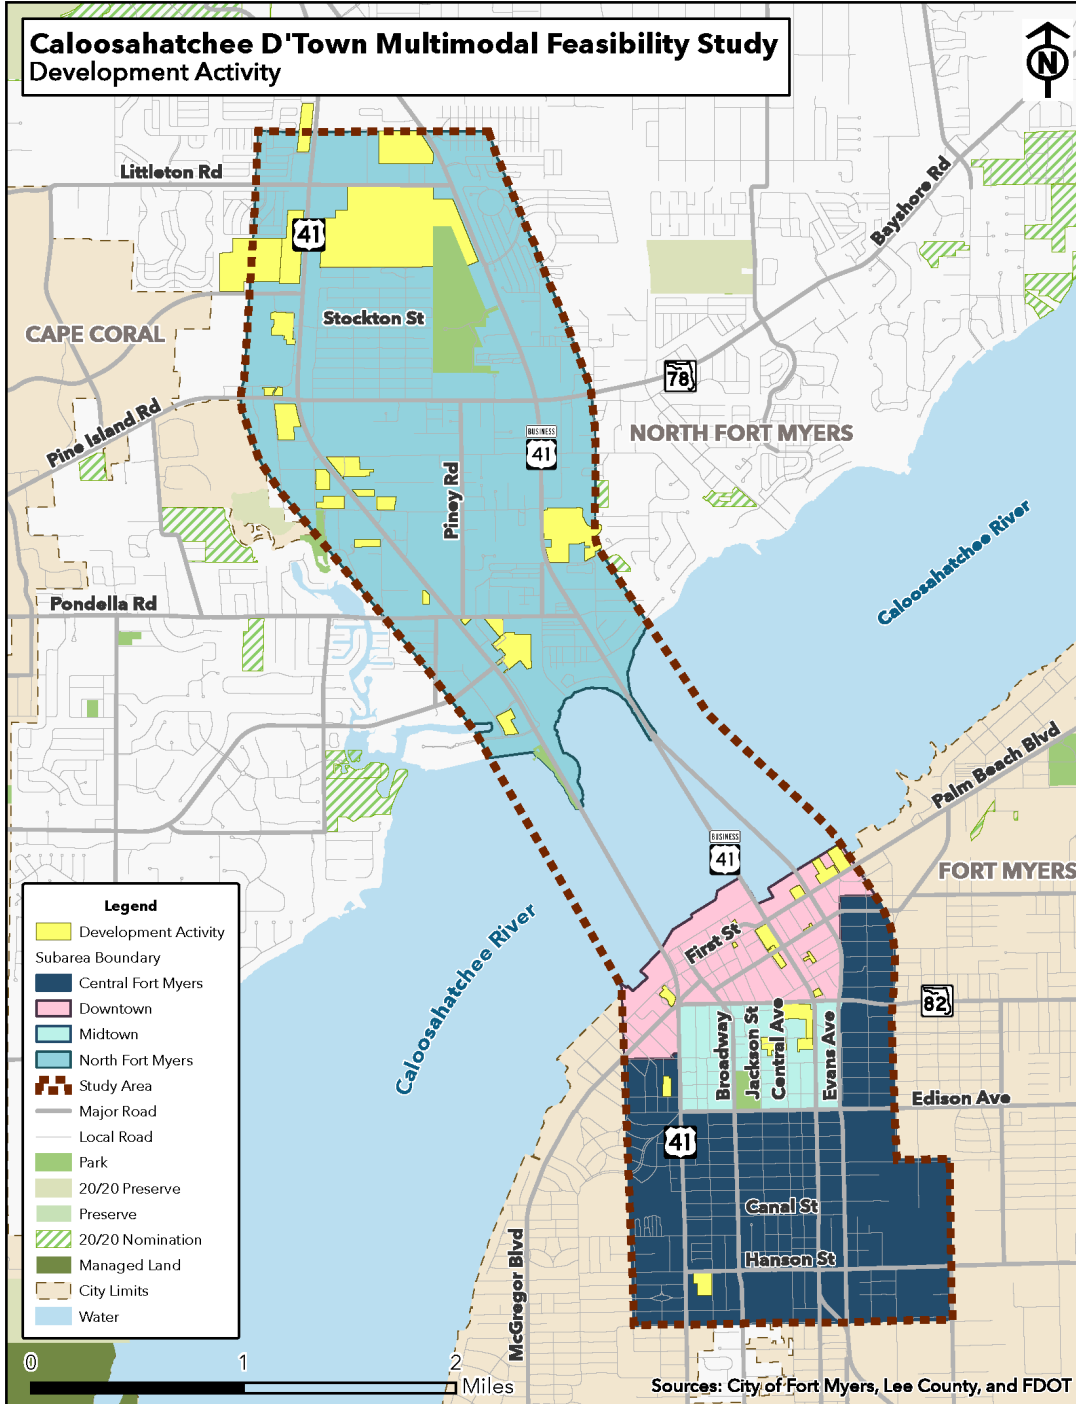 Caloosahatchee D'Town Multimodal Feasibility Study
Development Activity
N
Littleton Rd
Bayshore Rd
41
CAPE CORAL
Stockton St
78
Pine Island Rd
NORTH FORT MYERS
BUSINESS
41
Piney Rd
Caloosahatchee River
Pondella Rd
Palm Beach Blvd
BUSINESS
41
FORT MYERS
First St
Caloosahatchee River
82
Broadway
Jackson St
Central Ave
Evans Ave
Edison Ave
41
Canal St
Hanson St
McGregor Blvd
Legend
Development Activity
Subarea Boundary
Central Fort Myers
Downtown
Midtown
North Fort Myers
Study Area
Major Road
Local Road
Park
20/20 Preserve
Preserve
20/20 Nomination
Managed Land
City Limits
Water
0 1 2
Miles
Sources: City of Fort Myers, Lee County, and FDOT